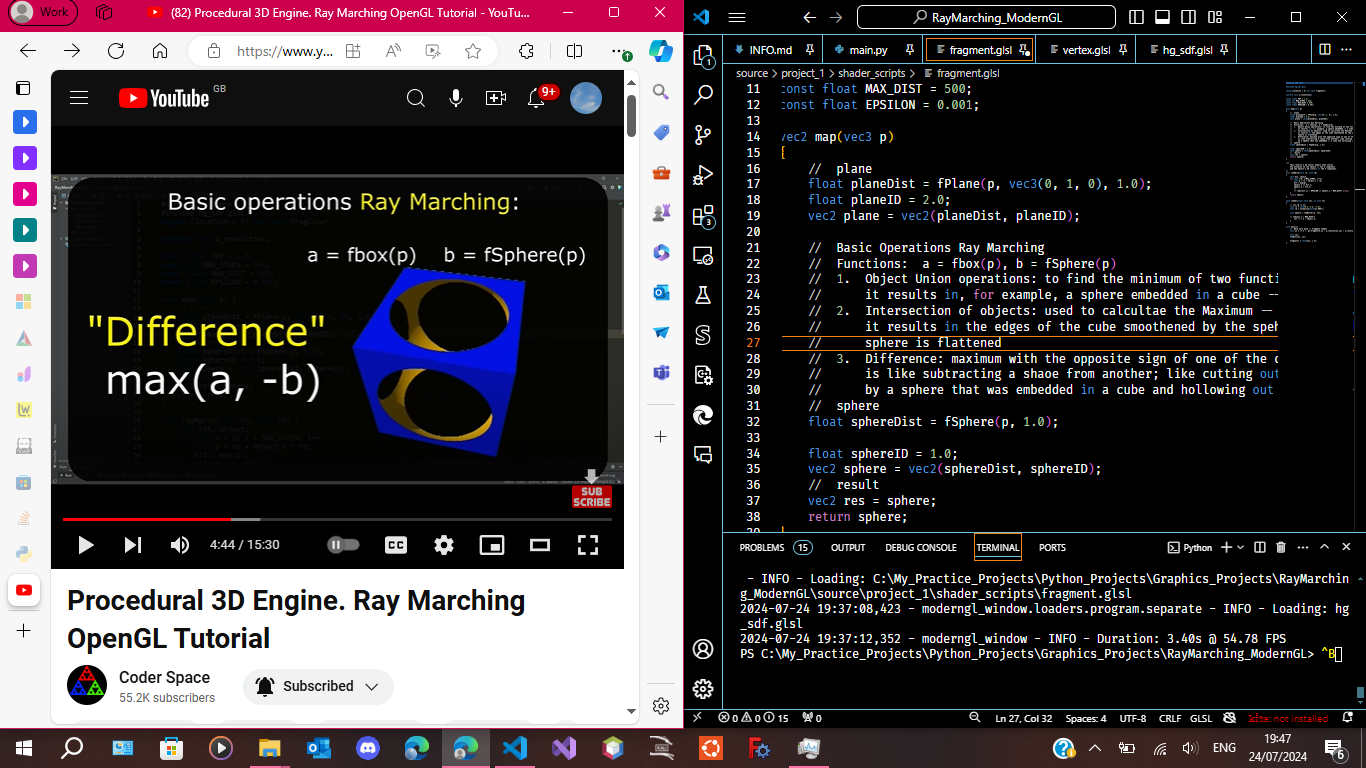 Work
(82) Procedural 3D Engine. Ray Marching OpenGL Tutorial - YouTu...
https://www.y...
YouTube GB
9+
Basic operations Ray Marching:
a = fbox(p) b = fSphere(p)
"Difference"
max(a, -b)
SUB
SCRIBE
4:44 / 15:30
CC
Procedural 3D Engine. Ray Marching
OpenGL Tutorial
Coder Space
55.2K subscribers
Subscribed
RayMarching_ModernGL
INFO.md main.py fragment.glsl vertex.glsl hg_sdf.glsl
source > project_1 > shader_scripts > fragment.glsl
11 const float MAX_DIST = 500;
12 const float EPSILON = 0.001;
13
14 vec2 map(vec3 p)
15 {
16 // plane
17 float planeDist = fPlane(p, vec3(0, 1, 0), 1.0);
18 float planeID = 2.0;
19 vec2 plane = vec2(planeDist, planeID);
20
21 // Basic Operations Ray Marching
22 // Functions: a = fbox(p), b = fSphere(p)
23 // 1. Object Union operations: to find the minimum of two functi
24 // it results in, for example, a sphere embedded in a cube --
25 // 2. Intersection of objects: used to calcultae the Maximum --
26 // it results in the edges of the cube smoothened by the speh
27 // sphere is flattened
28 // 3. Difference: maximum with the opposite sign of one of the
29 // is like subtracting a shaoe from another; like cutting out
30 // by a sphere that was embedded in a cube and hollowing out
31 // sphere
32 float sphereDist = fSphere(p, 1.0);
33
34 float sphereID = 1.0;
35 vec2 sphere = vec2(sphereDist, sphereID);
36 // result
37 vec2 res = sphere;
38 return sphere;
PROBLEMS 15 OUTPUT DEBUG CONSOLE TERMINAL PORTS
Python
- INFO - Loading: C:\My_Practice_Projects\Python_Projects\Graphics_Projects\RayMarchin
g_ModernGL\source\project_1\shader_scripts\fragment.glsl
2024-07-24 19:37:08,423 - moderngl_window.loaders.program.separate - INFO - Loading: hg
_sdf.glsl
2024-07-24 19:37:12,352 - moderngl_window - INFO - Duration: 3.40s @ 54.78 FPS
PS C:\My_Practice_Projects\Python_Projects\Graphics_Projects\RayMarching_ModernGL> ^B
0 0 15 0 Ln 27, Col 32 Spaces: 4 UTF-8 CRLF GLSL kite: not installed
ENG
19:47
24/07/2024
6